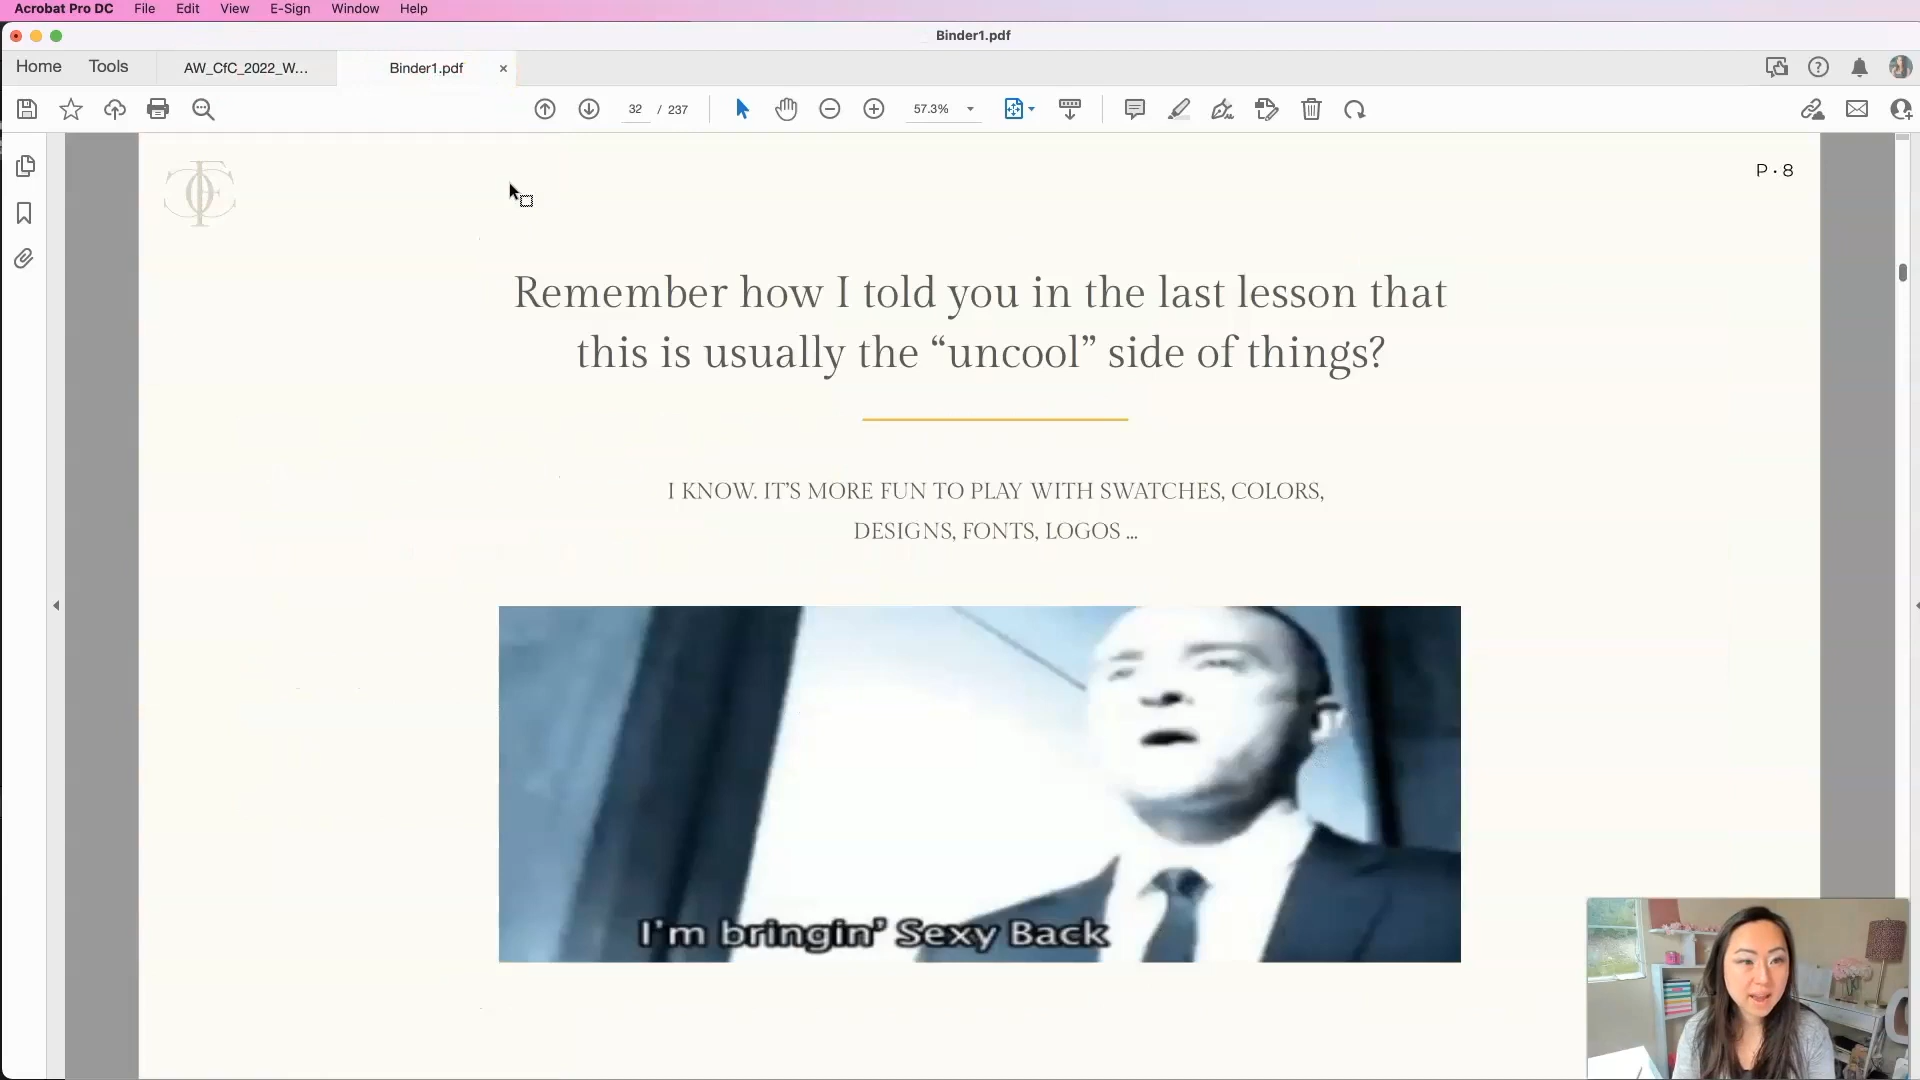 Acrobat Pro DC File Edit View E-Sign Window Help
Binder1.pdf
Home Tools AW_CfC_2022_W... Binder1.pdf ×
32 / 237 57.3%
P · 8
Remember how I told you in the last lesson that
this is usually the “uncool” side of things?
I KNOW. IT’S MORE FUN TO PLAY WITH SWATCHES, COLORS,
DESIGNS, FONTS, LOGOS ...
I'm bringin' Sexy Back